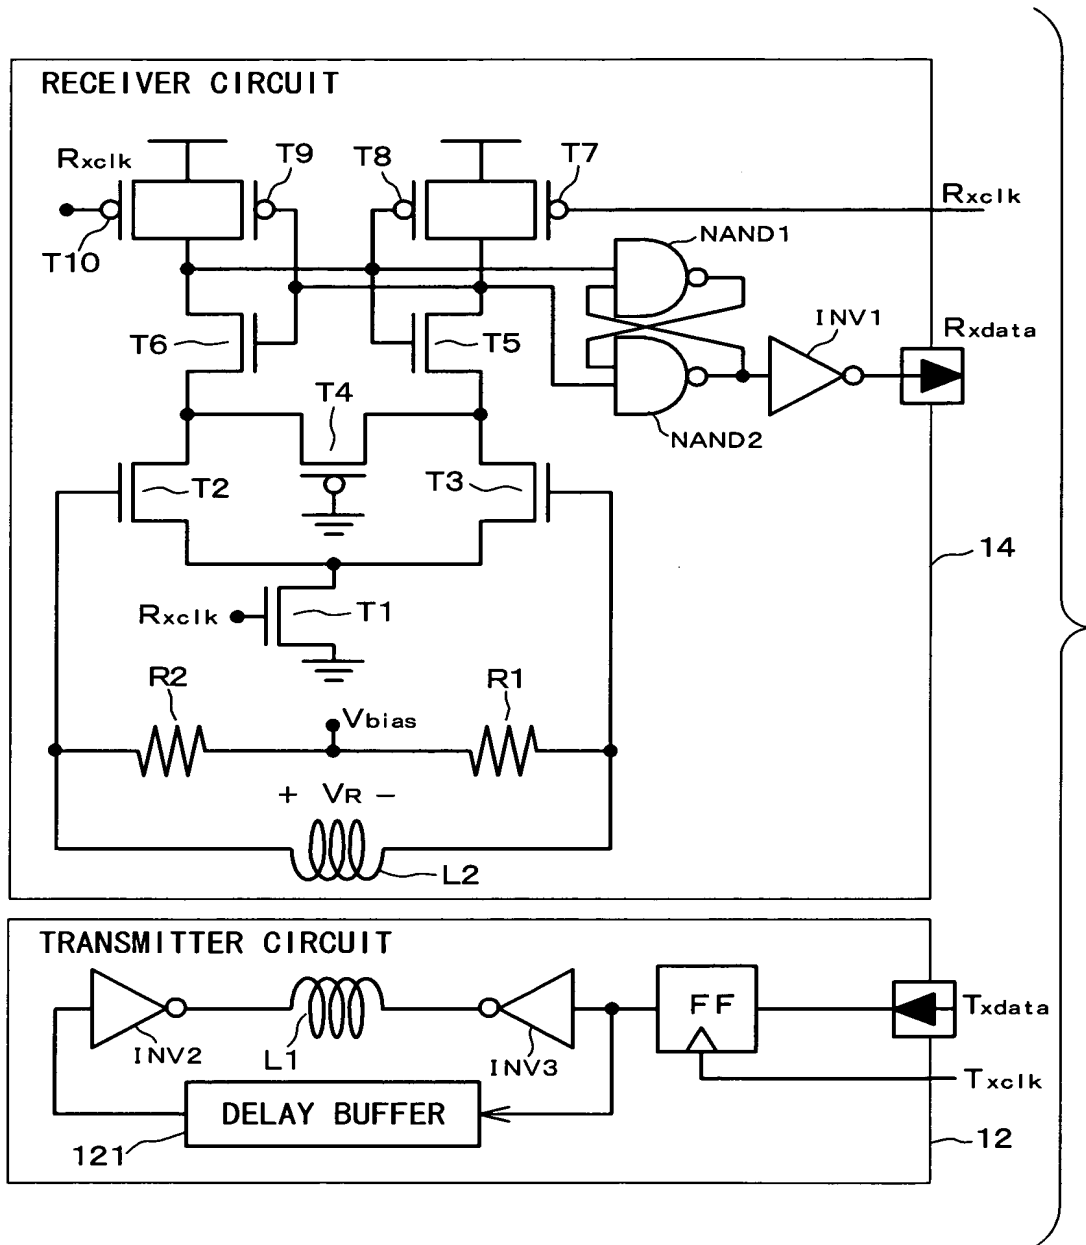 RECEIVER CIRCUIT
Rxclk
T9
T8
T7
Rxclk
T10
NAND1
T6
T5
INV1
Rxdata
T4
NAND2
T2
T3
14
Rxclk
T1
R2
R1
Vbias
+ VR -
L2
TRANSMITTER CIRCUIT
FF
Txdata
INV2
L1
INV3
Txclk
DELAY BUFFER
121
12